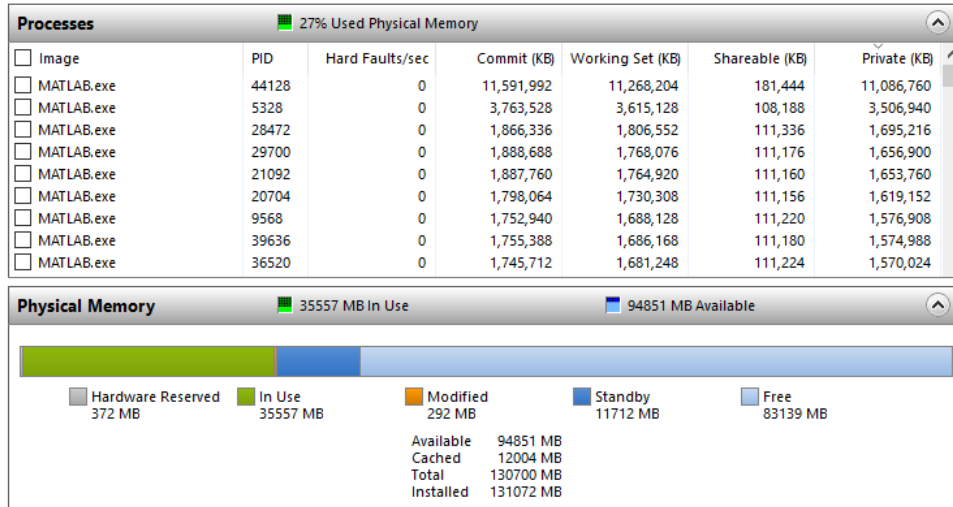 Processes 27% Used Physical Memory
Image PID Hard Faults/sec Commit (KB) Working Set (KB) Shareable (KB) Private (KB)
MATLAB.exe 44128 0 11,591,992 11,268,204 181,444 11,086,760
MATLAB.exe 5328 0 3,763,528 3,615,128 108,188 3,506,940
MATLAB.exe 28472 0 1,866,336 1,806,552 111,336 1,695,216
MATLAB.exe 29700 0 1,888,688 1,768,076 111,176 1,656,900
MATLAB.exe 21092 0 1,887,760 1,764,920 111,160 1,653,760
MATLAB.exe 20704 0 1,798,064 1,730,308 111,156 1,619,152
MATLAB.exe 9568 0 1,752,940 1,688,128 111,220 1,576,908
MATLAB.exe 39636 0 1,755,388 1,686,168 111,180 1,574,988
MATLAB.exe 36520 0 1,745,712 1,681,248 111,224 1,570,024
Physical Memory 35557 MB In Use 94851 MB Available
Hardware Reserved In Use Modified Standby Free
372 MB 35557 MB 292 MB 11712 MB 83139 MB
Available 94851 MB
Cached 12004 MB
Total 130700 MB
Installed 131072 MB